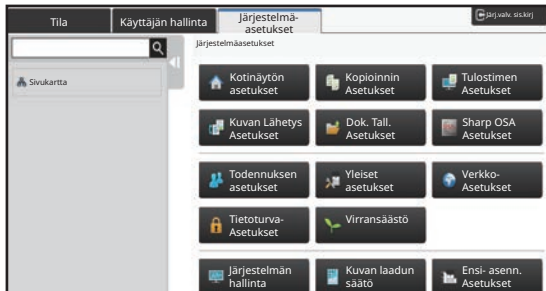 Tila
Käyttäjän hallinta
Järjestelmä-
asetukset
Järj.valv. sis.kirj
Järjestelmäasetukset
Sivukartta
Kotinäytön
asetukset
Kopioinnin
Asetukset
Tulostimen
Asetukset
Kuvan Lähetys
Asetukset
Dok. Tall.
Asetukset
Sharp OSA
Asetukset
Todennuksen
asetukset
Yleiset
asetukset
Verkko-
Asetukset
Tietoturva-
Asetukset
Virransäästö
Järjestelmän
hallinta
Kuvan laadun
säätö
Ensi- asenn.
Asetukset